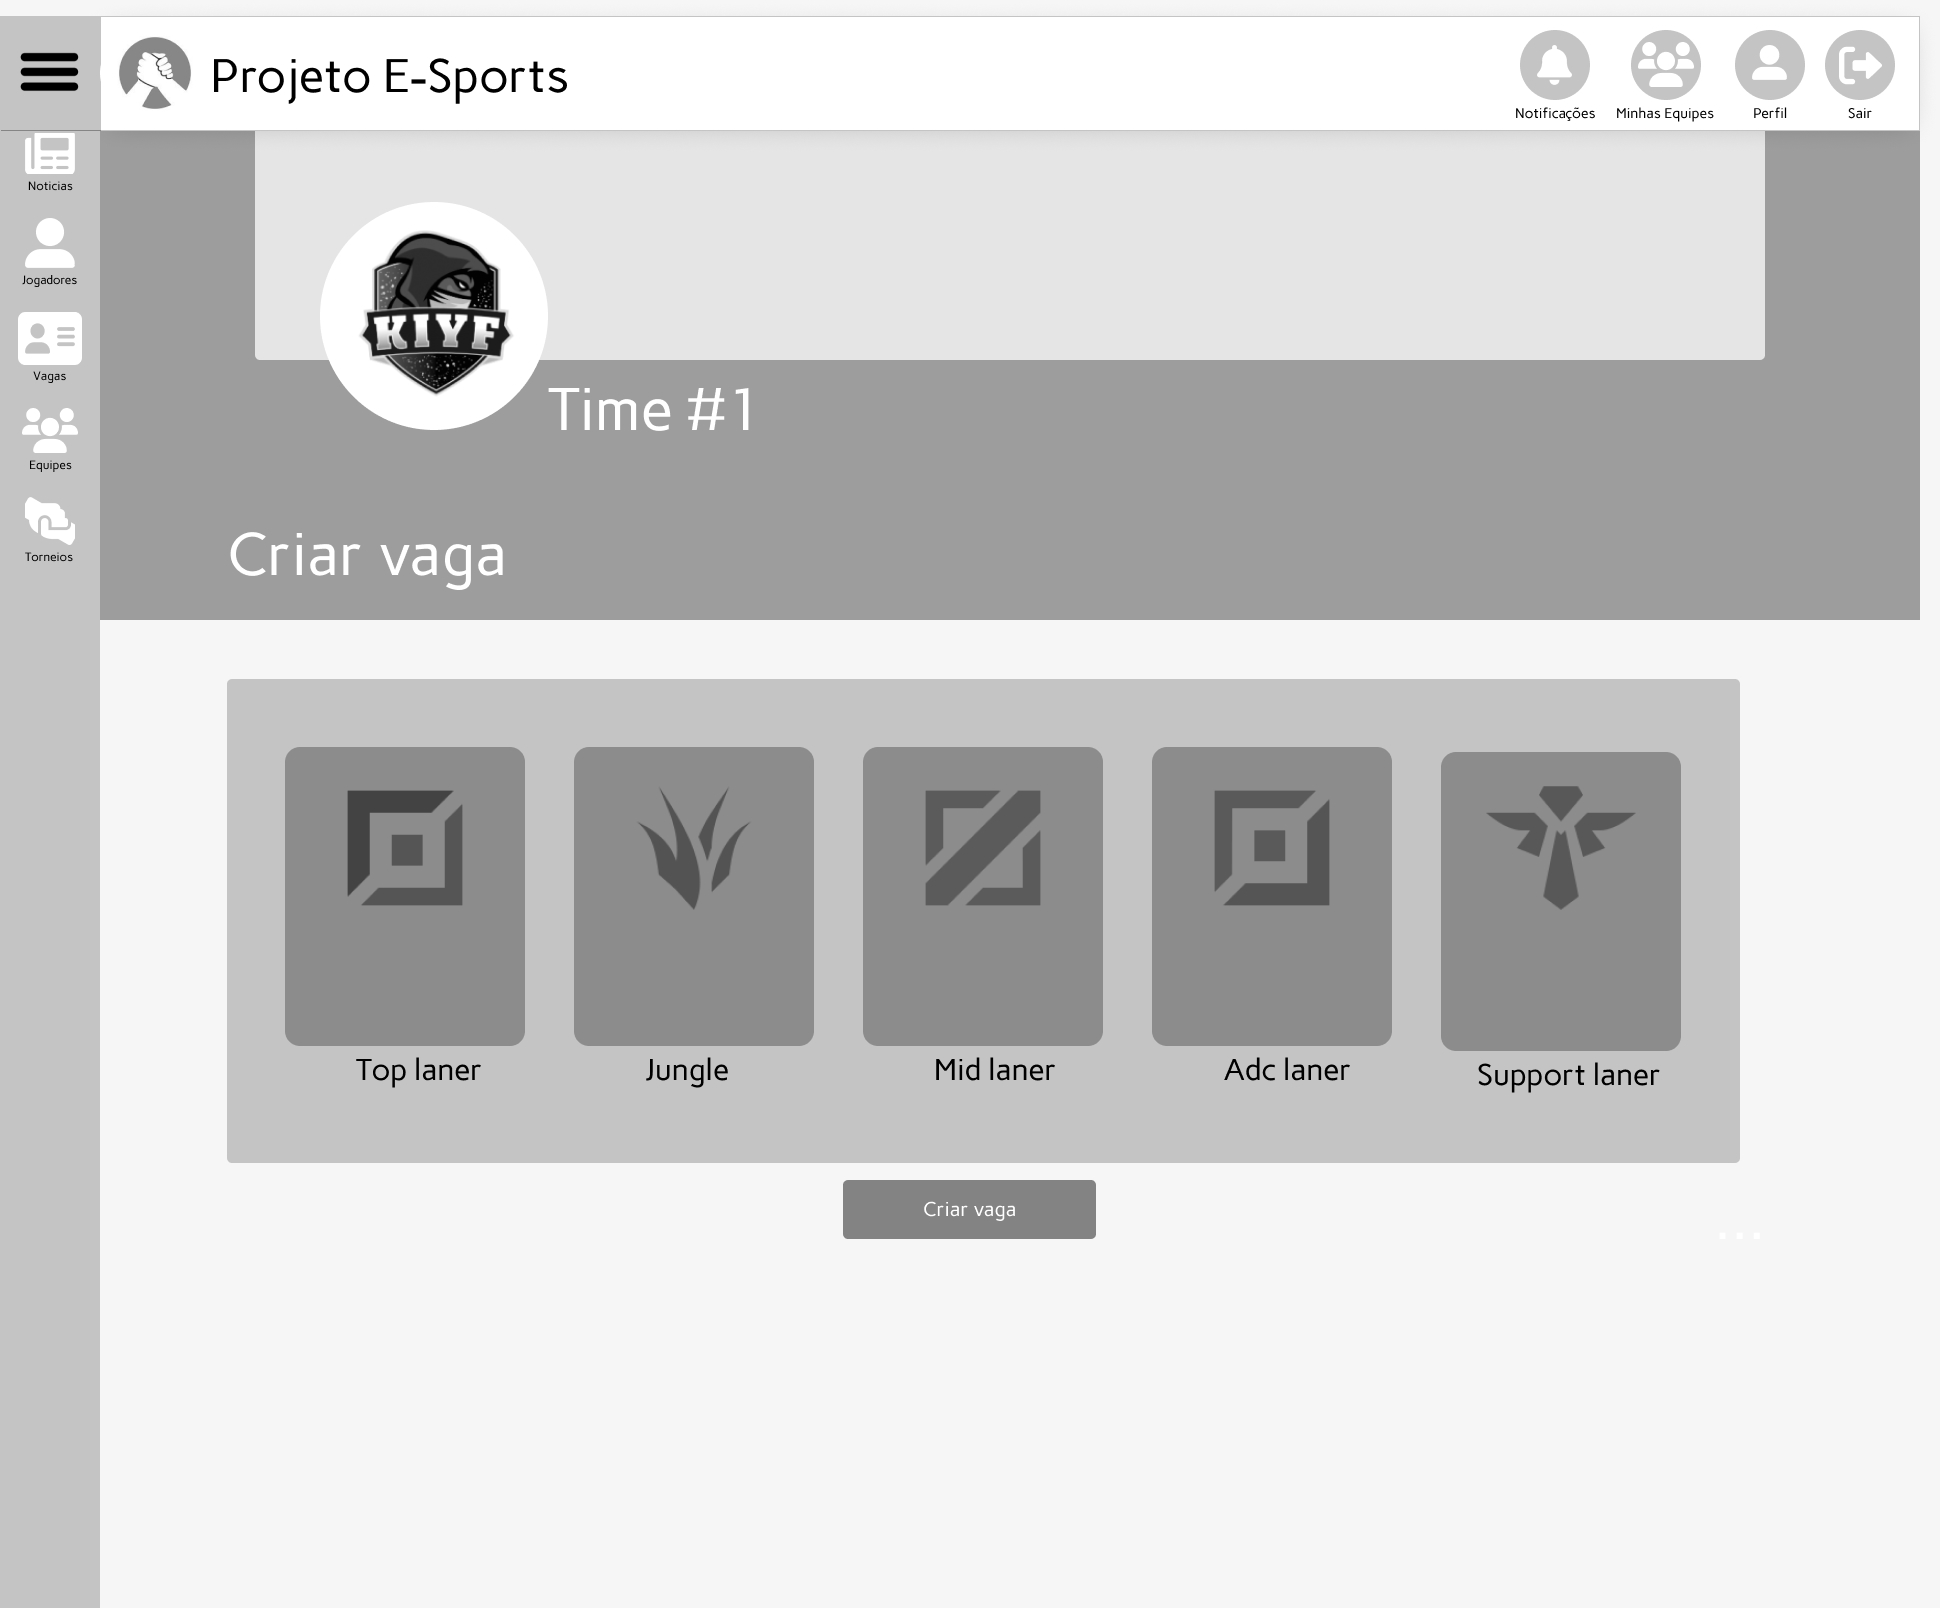 Projeto E-Sports
Notificações
Minhas Equipes
Perfil
Sair
Noticias
Jogadores
Vagas
Equipes
Torneios
KIYF
Time #1
Criar vaga
Top laner
Jungle
Mid laner
Adc laner
Support laner
Criar vaga
...